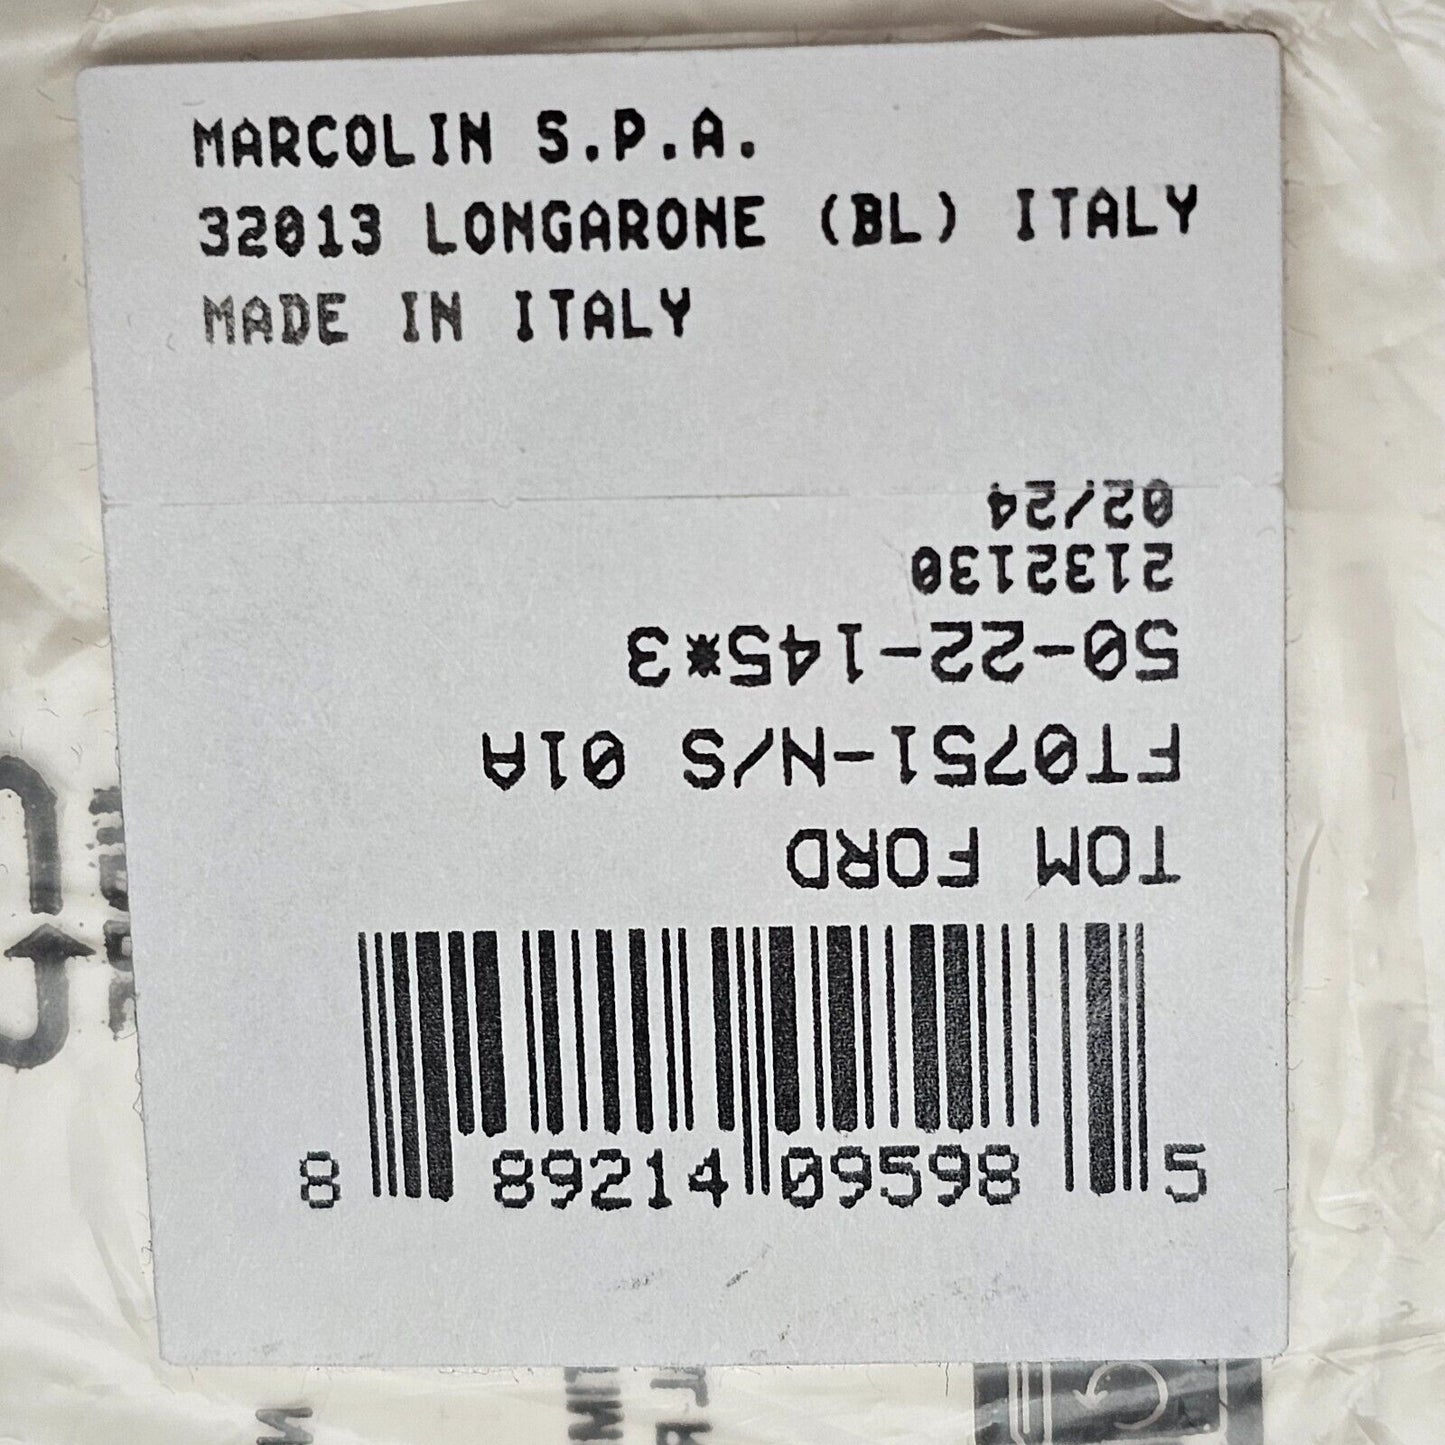 MARCOLIN S.P.A.
32013 LONGARONE (BL) ITALY
MADE IN ITALY
TOM FORD
FT0751-N/S 01A
50-22-145*3
2132130
02/24
8 89214 09598 5